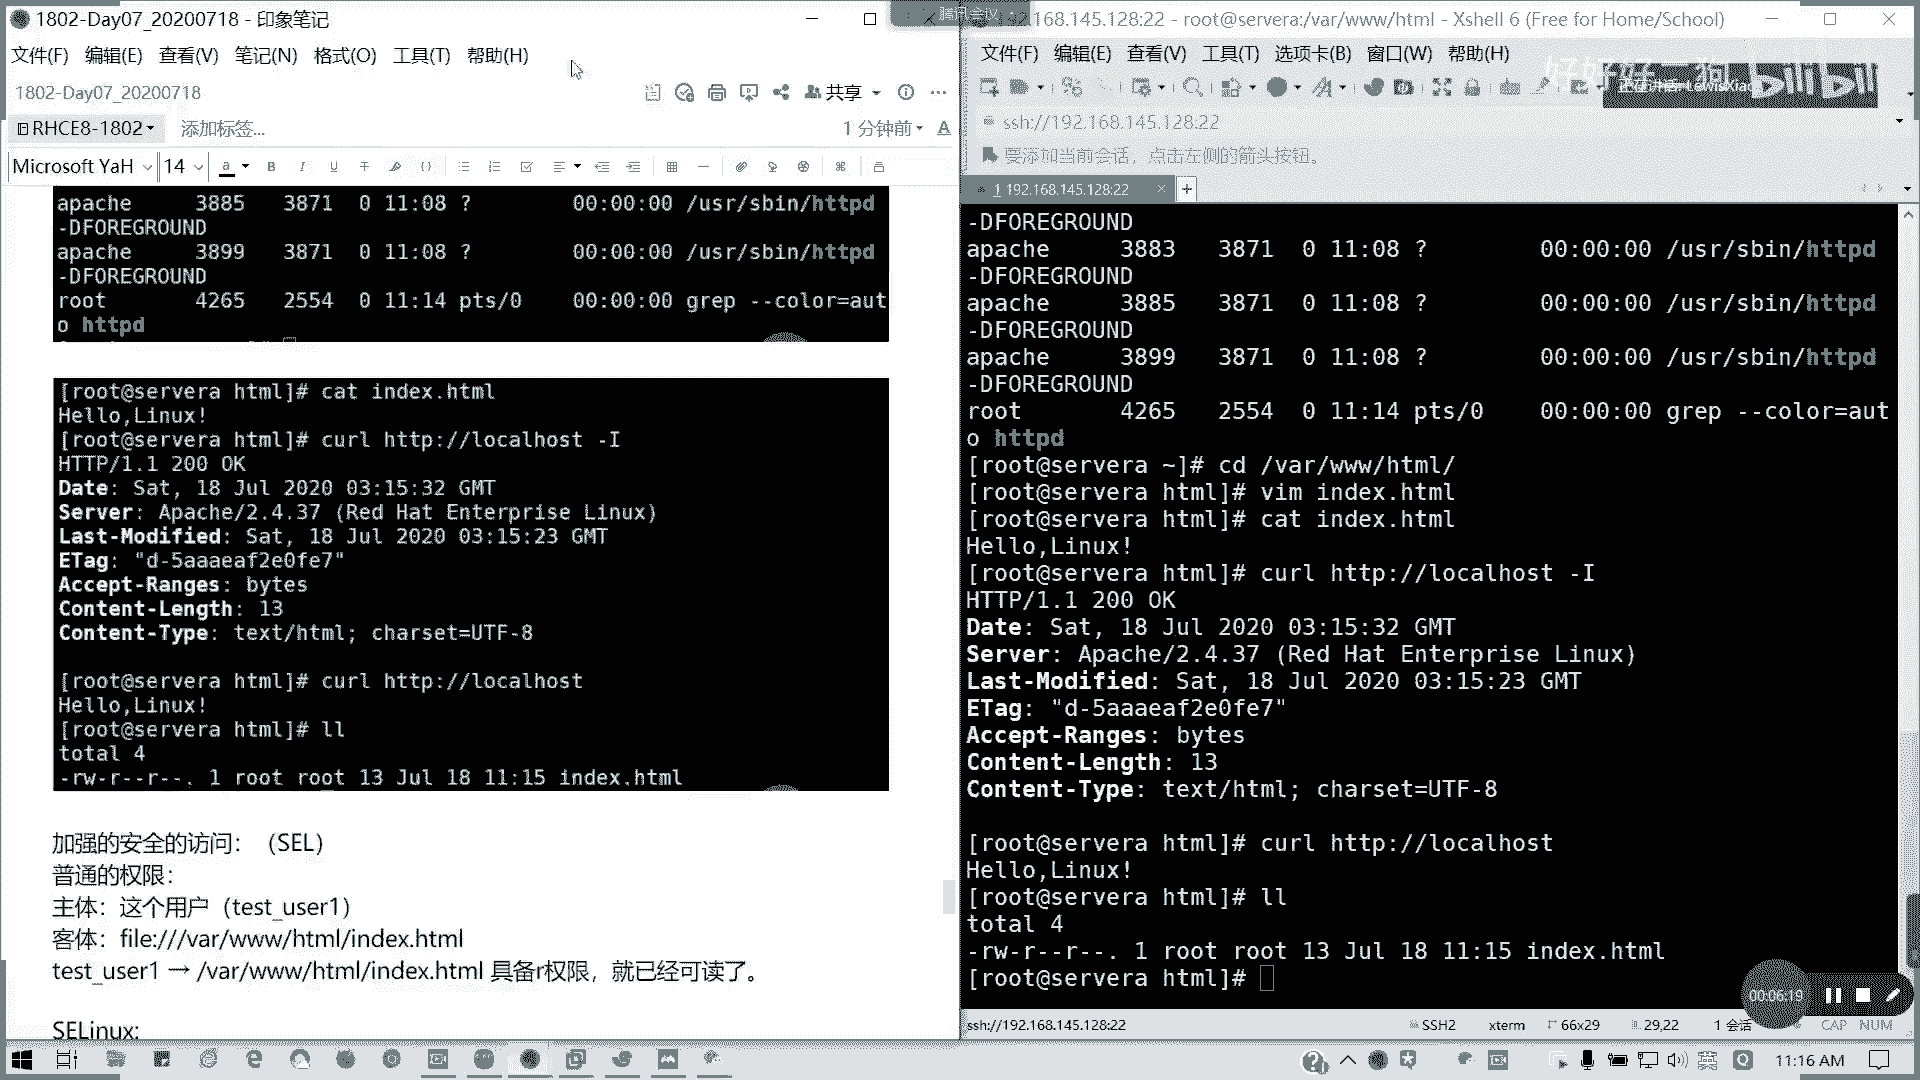 1802-Day07_20200718 - 印象笔记
文件(F) 编辑(E) 查看(V) 笔记(N) 格式(O) 工具(T) 帮助(H)
1802-Day07_20200718
共享
RHCE8-1802
添加标签...
1 分钟前
Microsoft YaH
14
apache 3885 3871 0 11:08 ? 00:00:00 /usr/sbin/httpd
-DFOREGROUND
apache 3899 3871 0 11:08 ? 00:00:00 /usr/sbin/httpd
-DFOREGROUND
root 4265 2554 0 11:14 pts/0 00:00:00 grep --color=aut
o httpd
[root@servera html]# cat index.html
Hello,Linux!
[root@servera html]# curl http://localhost -I
HTTP/1.1 200 OK
Date: Sat, 18 Jul 2020 03:15:32 GMT
Server: Apache/2.4.37 (Red Hat Enterprise Linux)
Last-Modified: Sat, 18 Jul 2020 03:15:23 GMT
ETag: "d-5aaaeaf2e0fe7"
Accept-Ranges: bytes
Content-Length: 13
Content-Type: text/html; charset=UTF-8
[root@servera html]# curl http://localhost
Hello,Linux!
[root@servera html]# ll
total 4
-rw-r--r--. 1 root root 13 Jul 18 11:15 index.html
加强的安全的访问：（SEL）
普通的权限：
主体：这个用户（test_user1）
客体：file:///var/www/html/index.html
test_user1 → /var/www/html/index.html 具备r权限，就已经可读了。
SELinux:
腾讯会议
192.168.145.128:22 - root@servera:/var/www/html - Xshell 6 (Free for Home/School)
文件(F) 编辑(E) 查看(V) 工具(T) 选项卡(B) 窗口(W) 帮助(H)
bilibili
ssh://192.168.145.128:22
要添加当前会话，点击左侧的箭头按钮。
1 192.168.145.128:22
-DFOREGROUND
apache 3883 3871 0 11:08 ? 00:00:00 /usr/sbin/httpd
-DFOREGROUND
apache 3885 3871 0 11:08 ? 00:00:00 /usr/sbin/httpd
-DFOREGROUND
apache 3899 3871 0 11:08 ? 00:00:00 /usr/sbin/httpd
-DFOREGROUND
root 4265 2554 0 11:14 pts/0 00:00:00 grep --color=aut
o httpd
[root@servera ~]# cd /var/www/html/
[root@servera html]# vim index.html
[root@servera html]# cat index.html
Hello,Linux!
[root@servera html]# curl http://localhost -I
HTTP/1.1 200 OK
Date: Sat, 18 Jul 2020 03:15:32 GMT
Server: Apache/2.4.37 (Red Hat Enterprise Linux)
Last-Modified: Sat, 18 Jul 2020 03:15:23 GMT
ETag: "d-5aaaeaf2e0fe7"
Accept-Ranges: bytes
Content-Length: 13
Content-Type: text/html; charset=UTF-8
[root@servera html]# curl http://localhost
Hello,Linux!
[root@servera html]# ll
total 4
-rw-r--r--. 1 root root 13 Jul 18 11:15 index.html
[root@servera html]#
00:06:19
ssh://192.168.145.128:22 SSH2 xterm 66x29 29,22 1 会话 CAP NUM
英
11:16 AM